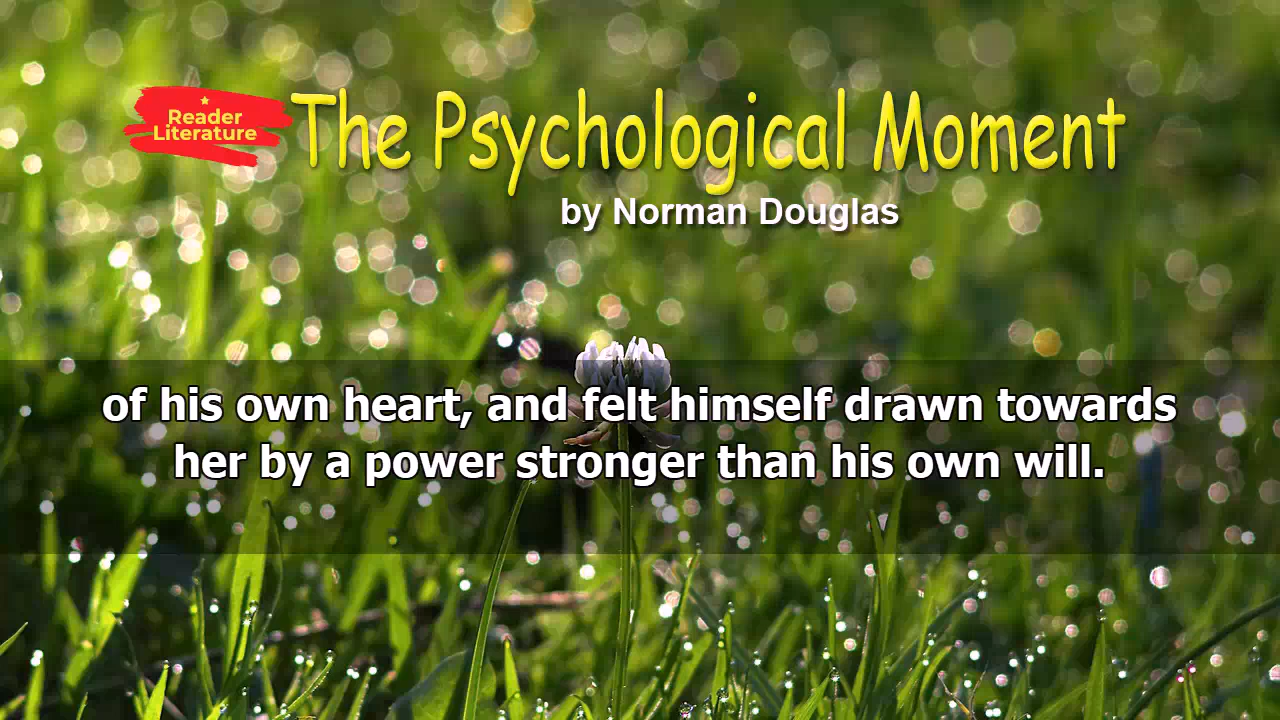 Reader
Literature
The Psychological Moment
by Norman Douglas
of his own heart, and felt himself drawn towards
her by a power stronger than his own will.